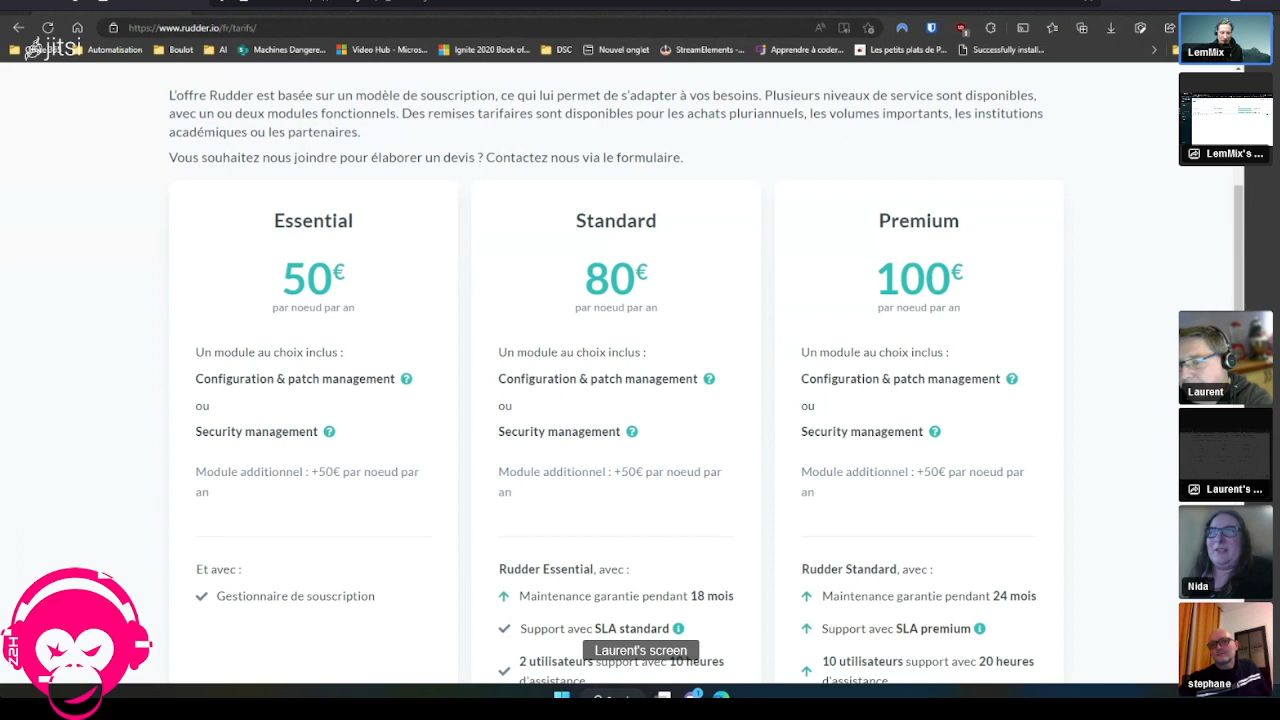 https://www.rudder.io/fr/tarifs/
jitsi
Automatisation
Boulot
AI
Machines Dangere...
Video Hub - Micros...
Ignite 2020 Book of...
DSC
Nouvel onglet
StreamElements -...
Apprendre à coder...
Les petits plats de P...
Successfully install...
L'offre Rudder est basée sur un modèle de souscription, ce qui lui permet de s'adapter à vos besoins. Plusieurs niveaux de service sont disponibles,
avec un ou deux modules fonctionnels. Des remises tarifaires sont disponibles pour les achats pluriannuels, les volumes importants, les institutions
académiques ou les partenaires.
Vous souhaitez nous joindre pour élaborer un devis ? Contactez nous via le formulaire.
Essential
50€
par noeud par an
Un module au choix inclus :
Configuration & patch management ?
ou
Security management ?
Module additionnel : +50€ par noeud par
an
Et avec :
Gestionnaire de souscription
Standard
80€
par noeud par an
Un module au choix inclus :
Configuration & patch management ?
ou
Security management ?
Module additionnel : +50€ par noeud par
an
Rudder Essential, avec :
Maintenance garantie pendant 18 mois
Support avec SLA standard
2 utilisateurs support avec 10 heures
d'assistance
Premium
100€
par noeud par an
Un module au choix inclus :
Configuration & patch management ?
ou
Security management ?
Module additionnel : +50€ par noeud par
an
Rudder Standard, avec :
Maintenance garantie pendant 24 mois
Support avec SLA premium
10 utilisateurs support avec 20 heures
d'assistance
Laurent's screen
LemMix
LemMix's ...
Laurent
Laurent's ...
Nida
stephane
Z2H